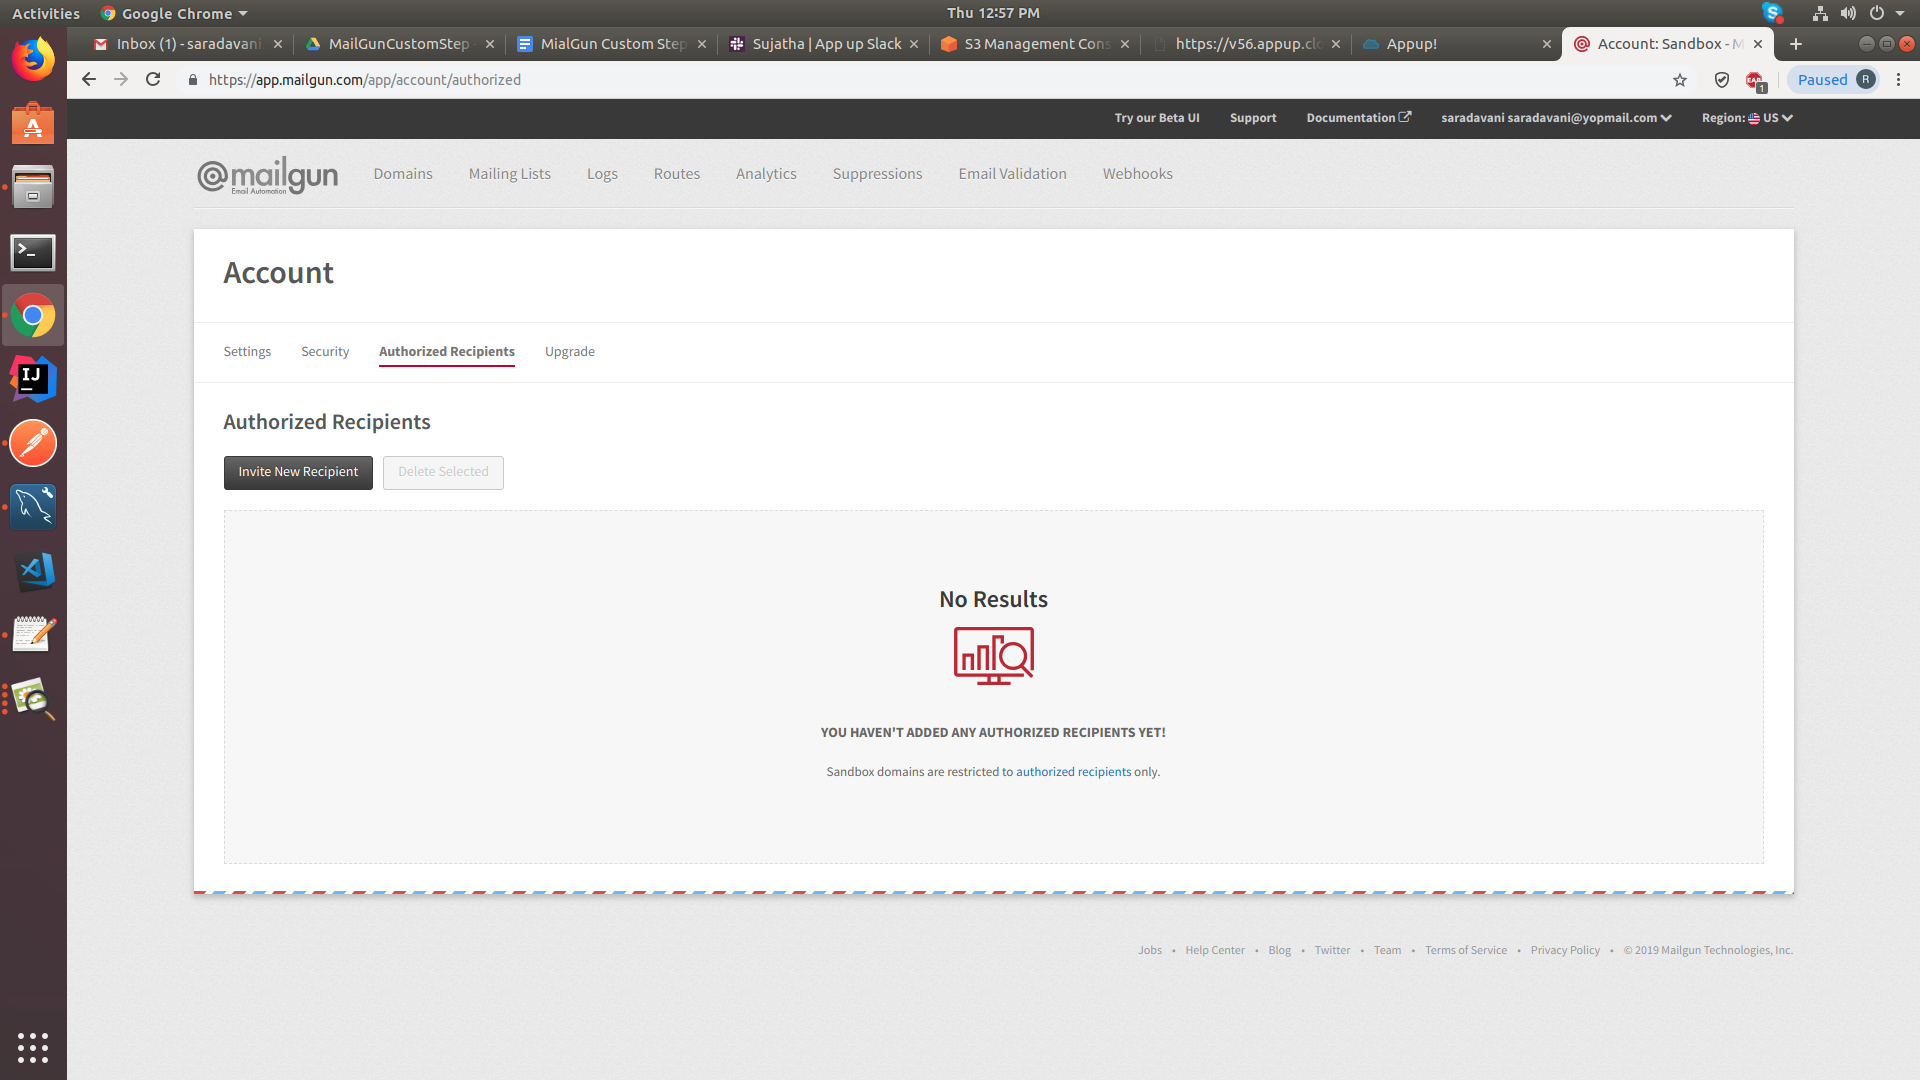 Activities Google Chrome Thu 12:57 PM
Inbox (1) - saradavani. MailGunCustomStep MialGun Custom Step Sujatha | App up Slack S3 Management Cons https://v56.appup.clo Appup! Account: Sandbox - M
https://app.mailgun.com/app/account/authorized Paused R
1
Try our Beta UI Support Documentation saradavani saradavani@yopmail.com Region: US
@mailgun Domains Mailing Lists Logs Routes Analytics Suppressions Email Validation Webhooks
Email Automation
Account
Settings Security Authorized Recipients Upgrade
Authorized Recipients
Invite New Recipient Delete Selected
No Results
YOU HAVEN'T ADDED ANY AUTHORIZED RECIPIENTS YET!
Sandbox domains are restricted to authorized recipients only.
Jobs • Help Center • Blog • Twitter • Team • Terms of Service • Privacy Policy • © 2019 Mailgun Technologies, Inc.